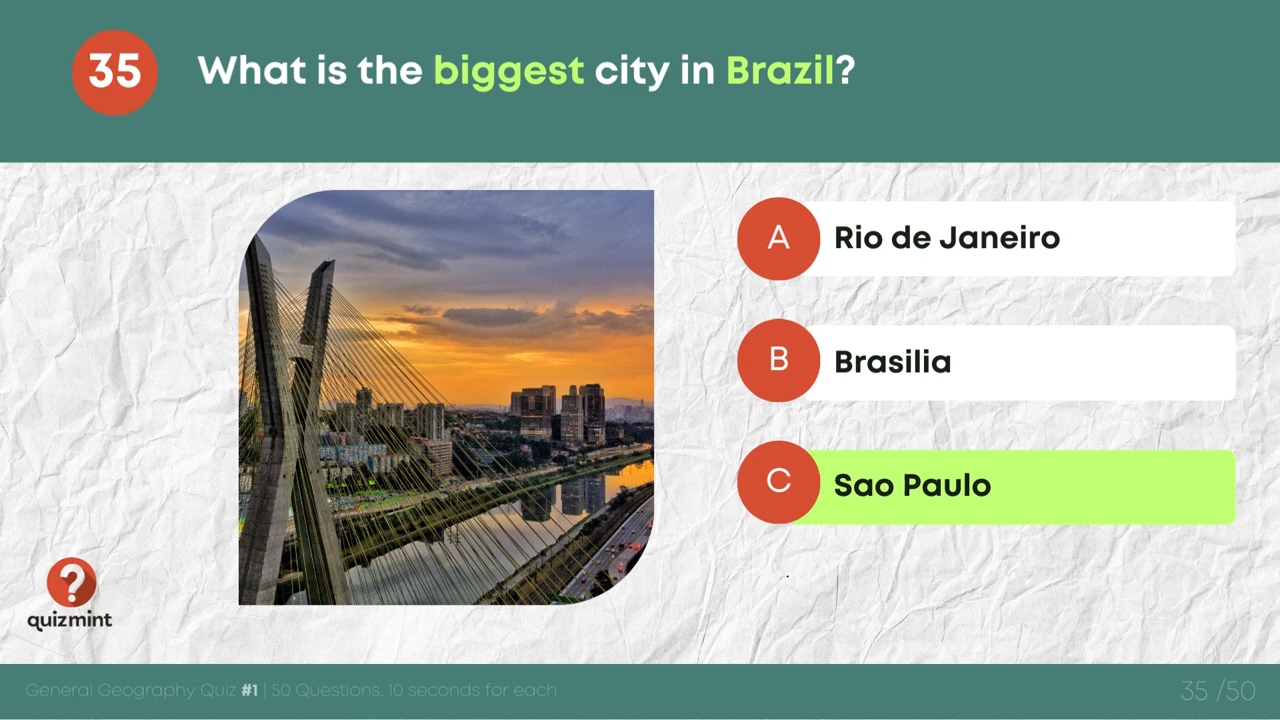 35
What is the biggest city in Brazil?
A
Rio de Janeiro
B
Brasilia
C
Sao Paulo
?
quizmint
General Geography Quiz #1 | 50 Questions, 10 seconds for each
35 /50